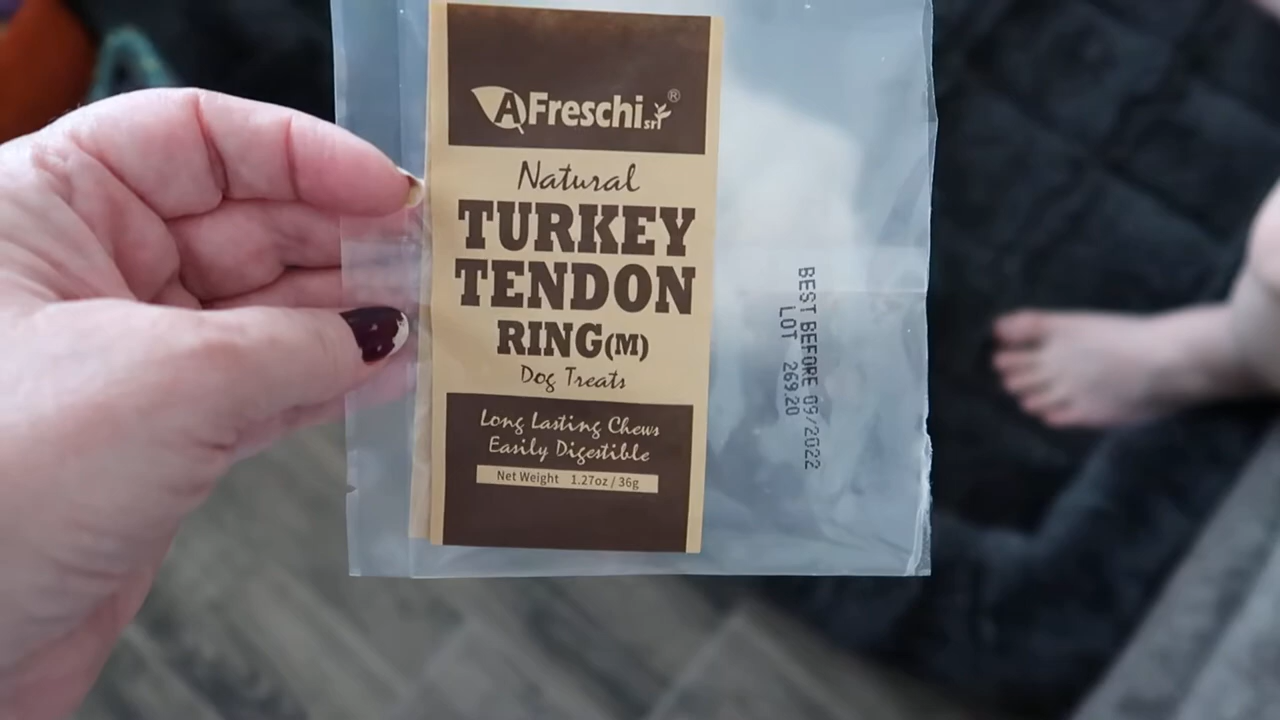 AFreschi srl ®
Natural
TURKEY
TENDON
RING(M)
Dog Treats
Long Lasting Chews
Easily Digestible
Net Weight 1.27oz / 36g
BEST BEFORE 09/2022
LOT 269.20